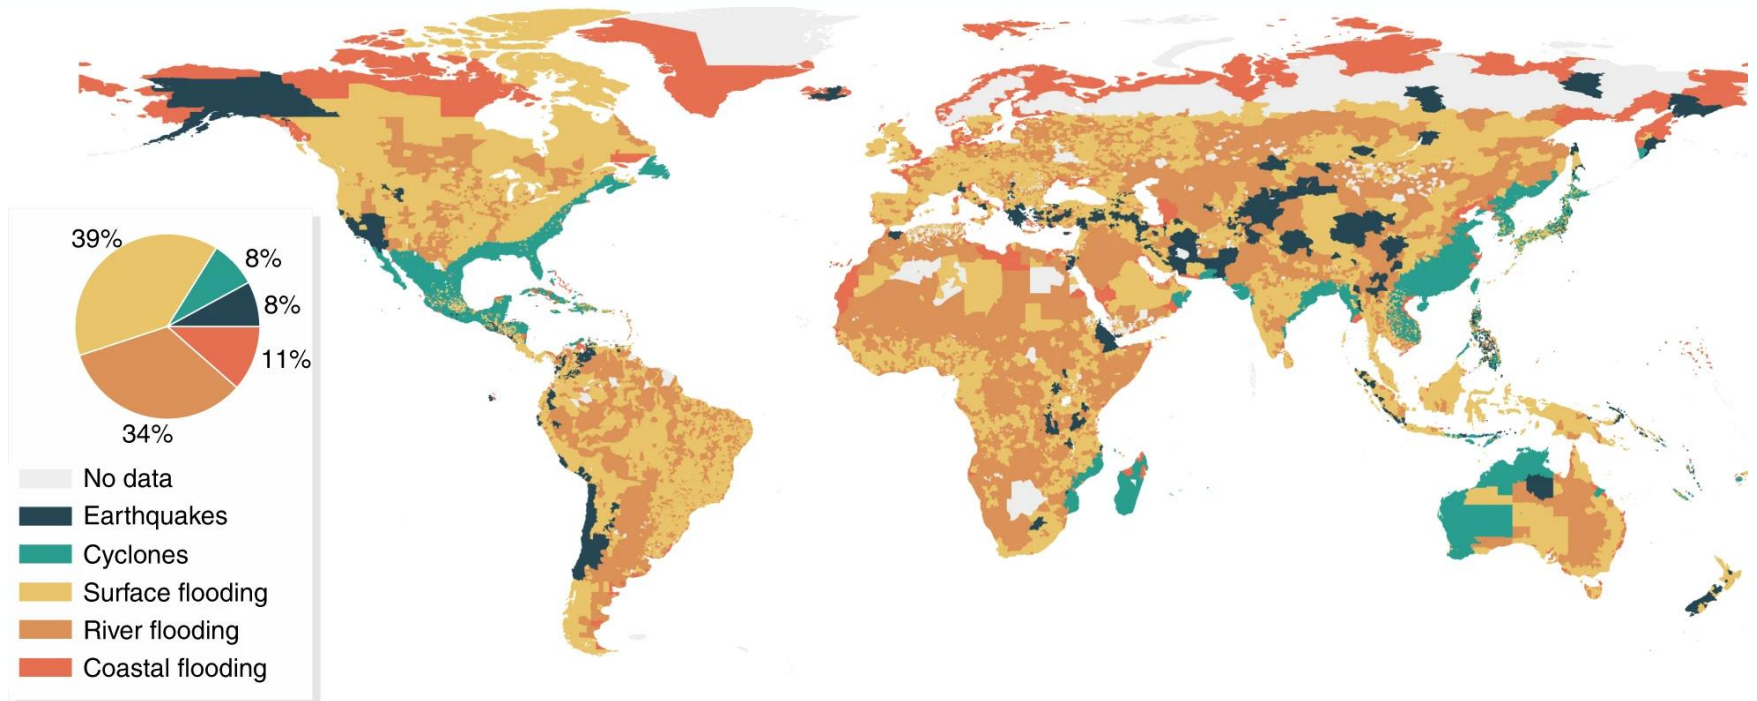 39%
8%
8%
11%
34%
No data
Earthquakes
Cyclones
Surface flooding
River flooding
Coastal flooding